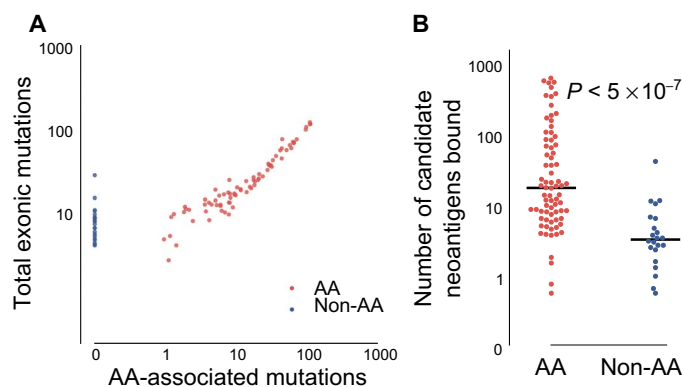 A
Total exonic mutations
1000
100
10
0 1 10 100 1000
AA-associated mutations
AA
Non-AA
B
Number of candidate
neoantigens bound
1000
100
10
1
0
P < 5 ×10⁻⁷
AA Non-AA